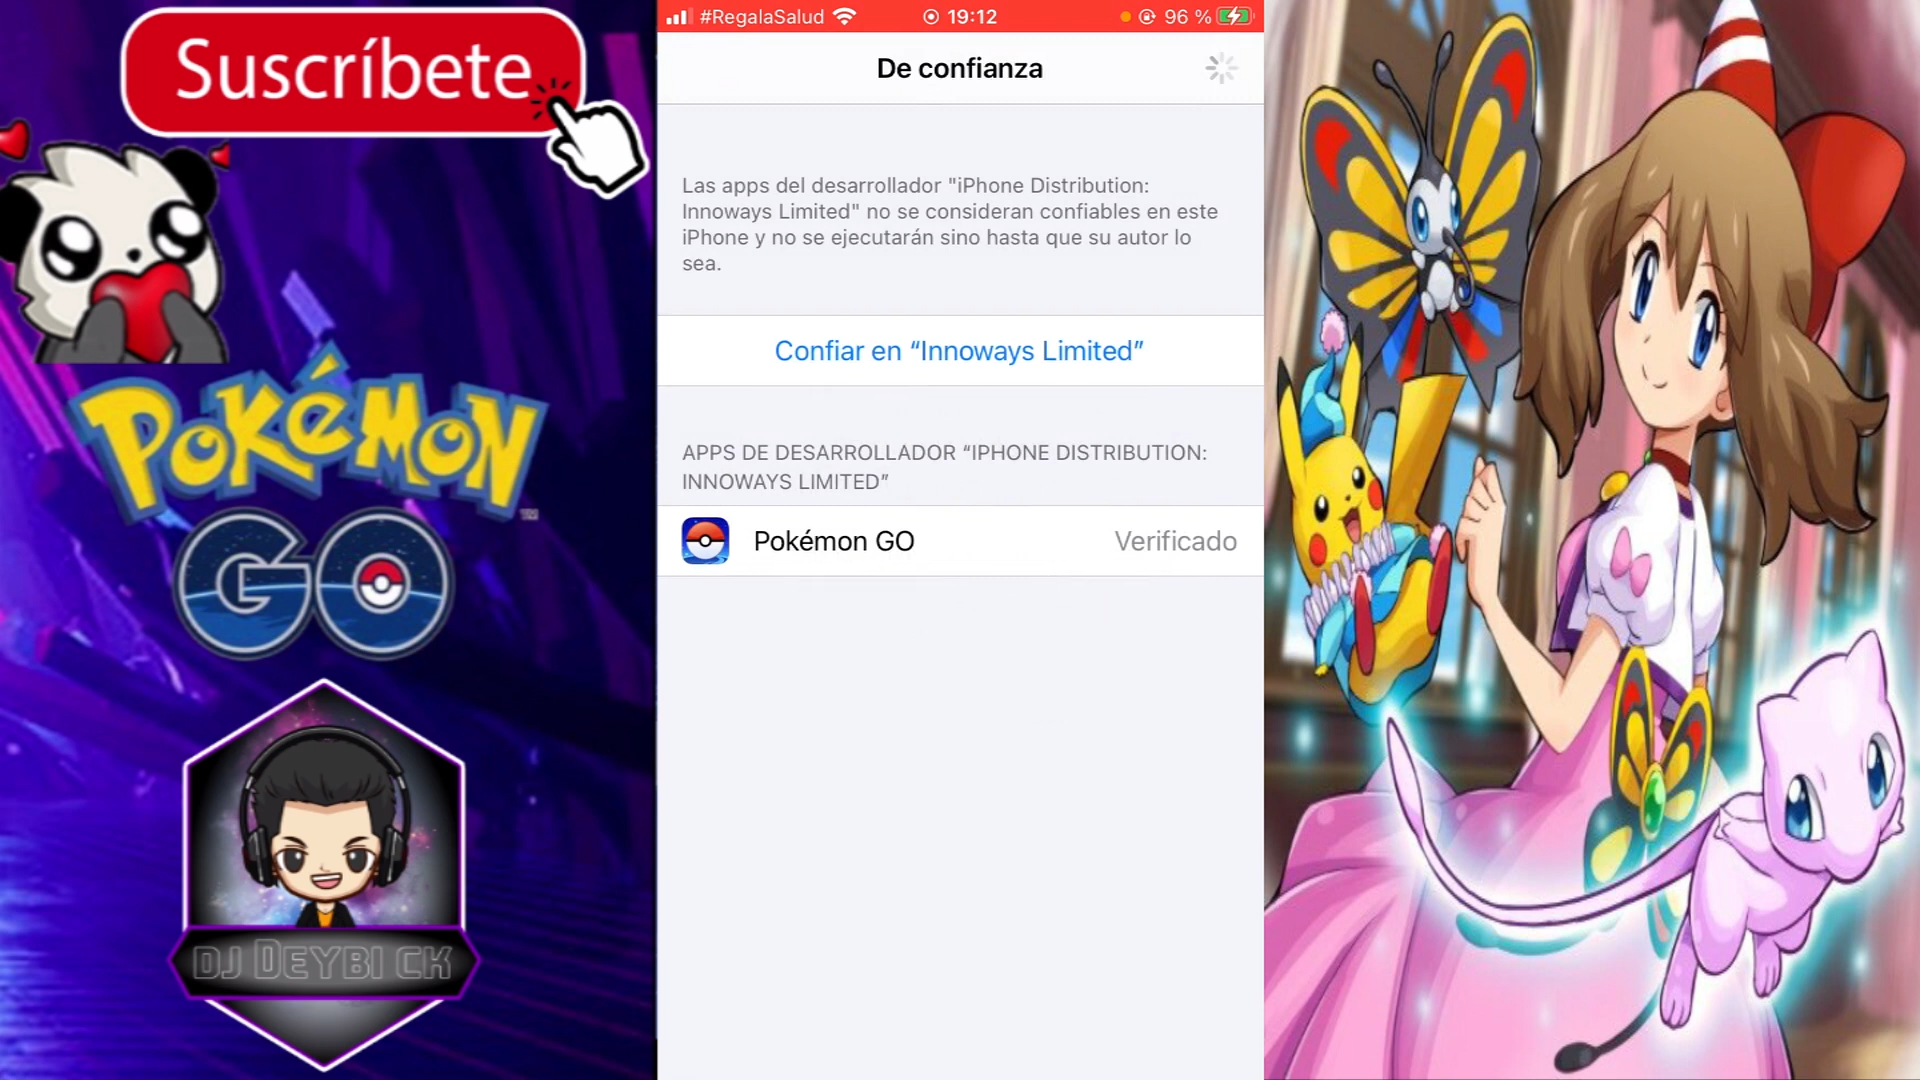 Suscríbete
POKéMON
™
GO
DJ DEYBI CK
#RegalaSalud
19:12
96 %
De confianza
Las apps del desarrollador "iPhone Distribution:
Innoways Limited" no se consideran confiables en este
iPhone y no se ejecutarán sino hasta que su autor lo
sea.
Confiar en “Innoways Limited”
APPS DE DESARROLLADOR “IPHONE DISTRIBUTION:
INNOWAYS LIMITED”
Pokémon GO
Verificado